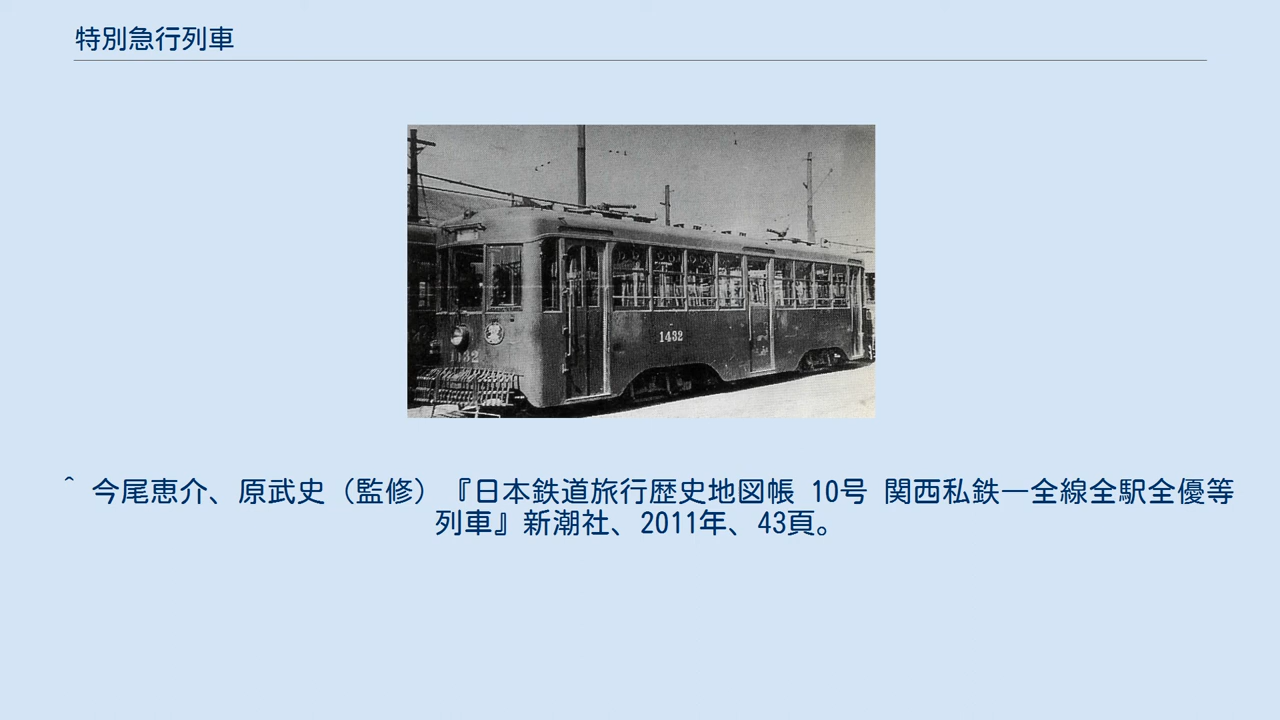 特別急行列車
1432
1432
^ 今尾恵介、原武史（監修）『日本鉄道旅行歴史地図帳 10号 関西私鉄―全線全駅全優等
列車』新潮社、2011年、43頁。